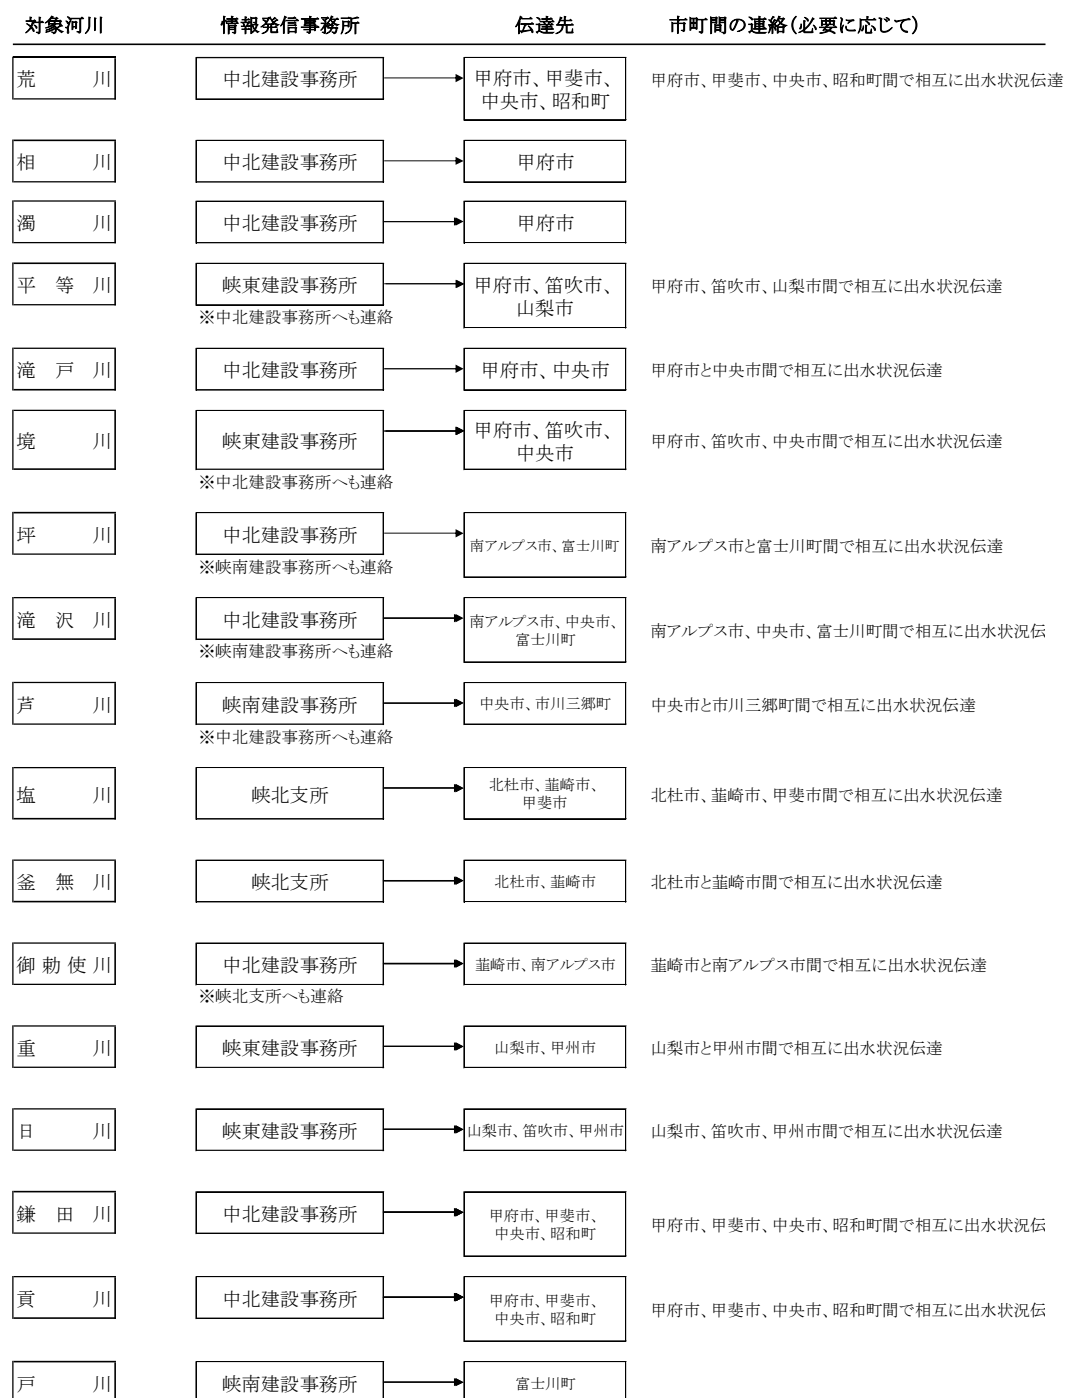 対象河川 情報発信事務所 伝達先 市町間の連絡(必要に応じて)
荒川 中北建設事務所 甲府市、甲斐市、 甲府市、甲斐市、中央市、昭和町間で相互に出水状況伝達
中央市、昭和町
相川 中北建設事務所 甲府市
濁川 中北建設事務所 甲府市
平等川 峡東建設事務所 甲府市、笛吹市、 甲府市、笛吹市、山梨市間で相互に出水状況伝達
山梨市
※中北建設事務所へも連絡
滝戸川 中北建設事務所 甲府市、中央市 甲府市と中央市間で相互に出水状況伝達
境川 峡東建設事務所 甲府市、笛吹市、 甲府市、笛吹市、中央市間で相互に出水状況伝達
中央市
※中北建設事務所へも連絡
坪川 中北建設事務所 南アルプス市、富士川町 南アルプス市と富士川町間で相互に出水状況伝達
※峡南建設事務所へも連絡
滝沢川 中北建設事務所 南アルプス市、中央市、 南アルプス市、中央市、富士川町間で相互に出水状況伝
富士川町
※峡南建設事務所へも連絡
芦川 峡南建設事務所 中央市、市川三郷町 中央市と市川三郷町間で相互に出水状況伝達
※中北建設事務所へも連絡
塩川 峡北支所 北杜市、韮崎市、 北杜市、韮崎市、甲斐市間で相互に出水状況伝達
甲斐市
釜無川 峡北支所 北杜市、韮崎市 北杜市と韮崎市間で相互に出水状況伝達
御勅使川 中北建設事務所 韮崎市、南アルプス市 韮崎市と南アルプス市間で相互に出水状況伝達
※峡北支所へも連絡
重川 峡東建設事務所 山梨市、甲州市 山梨市と甲州市間で相互に出水状況伝達
日川 峡東建設事務所 山梨市、笛吹市、甲州市 山梨市、笛吹市、甲州市間で相互に出水状況伝達
鎌田川 中北建設事務所 甲府市、甲斐市、 甲府市、甲斐市、中央市、昭和町間で相互に出水状況伝
中央市、昭和町
貢川 中北建設事務所 甲府市、甲斐市、 甲府市、甲斐市、中央市、昭和町間で相互に出水状況伝
中央市、昭和町
戸川 峡南建設事務所 富士川町